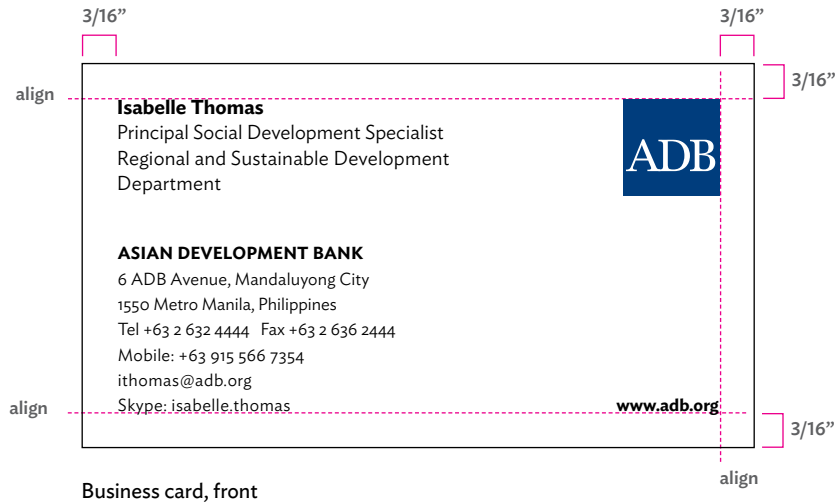 3/16”
3/16”
3/16”
align
Isabelle Thomas
Principal Social Development Specialist
Regional and Sustainable Development
Department
ADB
ASIAN DEVELOPMENT BANK
6 ADB Avenue, Mandaluyong City
1550 Metro Manila, Philippines
Tel +63 2 632 4444   Fax +63 2 636 2444
Mobile: +63 915 566 7354
ithomas@adb.org
align
Skype: isabelle.thomas
www.adb.org
3/16”
align
Business card, front